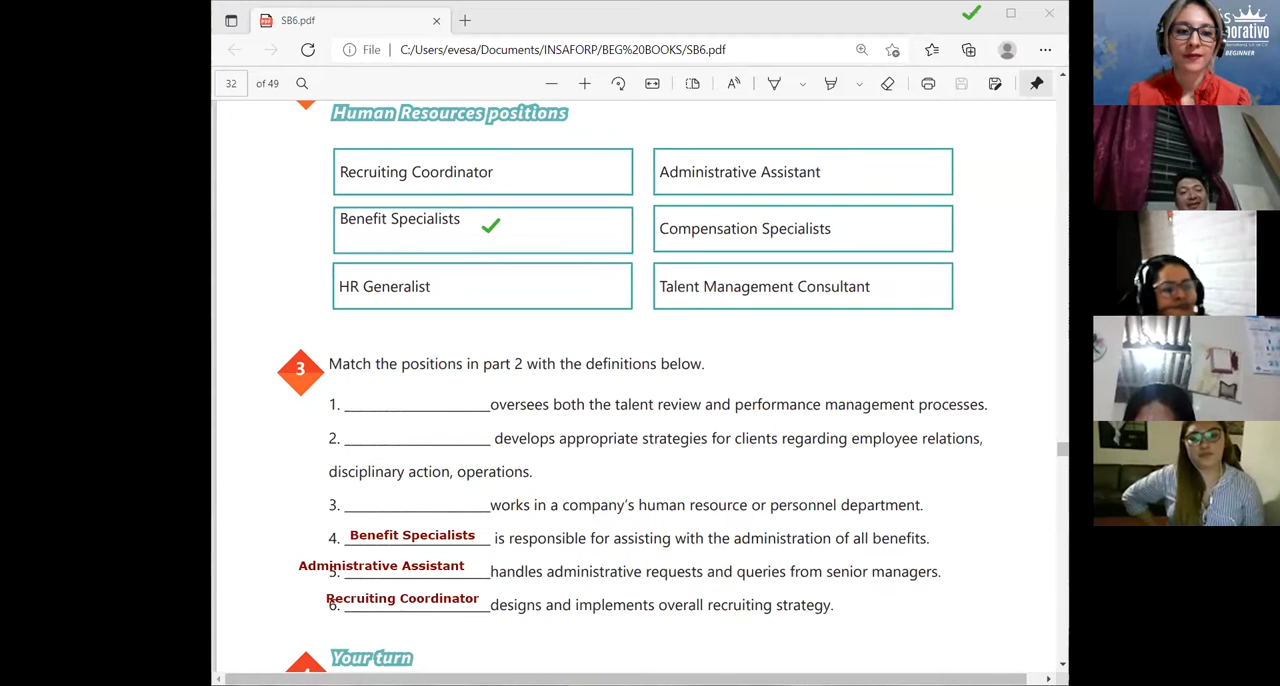 SB6.pdf
File C:/Users/evesa/Documents/INSAFORP/BEG%20BOOKS/SB6.pdf
32 of 49
Human Resources positions
Recruiting Coordinator Administrative Assistant
Benefit Specialists Compensation Specialists
HR Generalist Talent Management Consultant
3 Match the positions in part 2 with the definitions below.
1. ____________________oversees both the talent review and performance management processes.
2. ____________________ develops appropriate strategies for clients regarding employee relations,
disciplinary action, operations.
3. ____________________works in a company's human resource or personnel department.
4. Benefit Specialists is responsible for assisting with the administration of all benefits.
5. Administrative Assistant handles administrative requests and queries from senior managers.
6. Recruiting Coordinator designs and implements overall recruiting strategy.
Your turn
BEGINNER